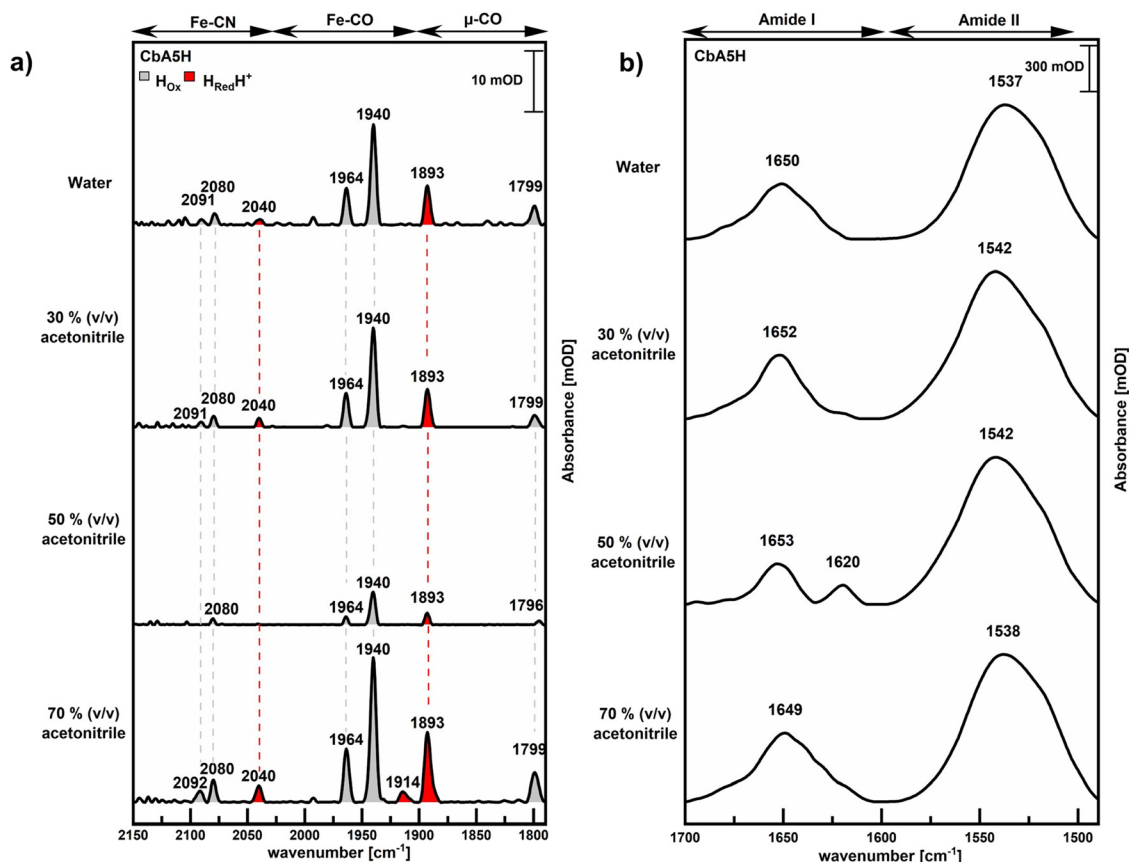 Fe-CN Fe-CO µ-CO
a)
CbA5H
H_Ox H_RedH⁺
10 mOD
Water
2091 2080 2040 1964 1940 1893 1799
30 % (v/v)
acetonitrile
2091 2080 2040 1964 1940 1893 1799
50 % (v/v)
acetonitrile
2080 1964 1940 1893 1796
70 % (v/v)
acetonitrile
2092 2080 2040 1964 1940 1914 1893 1799
2150 2100 2050 2000 1950 1900 1850 1800
wavenumber [cm⁻¹]
Absorbance [mOD]
Amide I Amide II
b)
CbA5H
300 mOD
Water
1650 1537
30 % (v/v)
acetonitrile
1652 1542
50 % (v/v)
acetonitrile
1653 1620 1542
70 % (v/v)
acetonitrile
1649 1538
1700 1650 1600 1550 1500
wavenumber [cm⁻¹]
Absorbance [mOD]